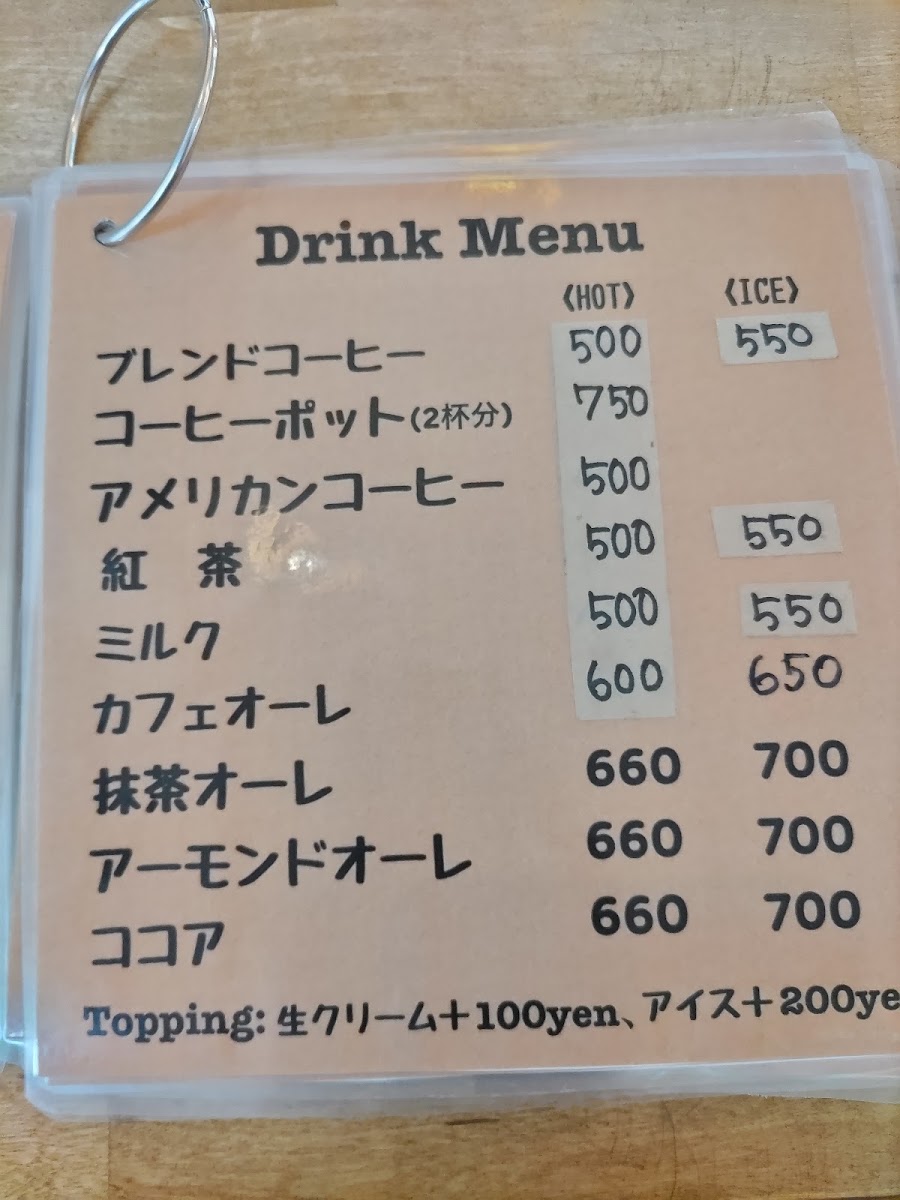 Drink Menu
《HOT》 《ICE》
ブレンドコーヒー 500 550
コーヒーポット(2杯分) 750
アメリカンコーヒー 500
紅 茶 500 550
ミルク 500 550
カフェオーレ 600 650
抹茶オーレ 660 700
アーモンドオーレ 660 700
ココア 660 700
Topping: 生クリーム+100yen、アイス+200ye